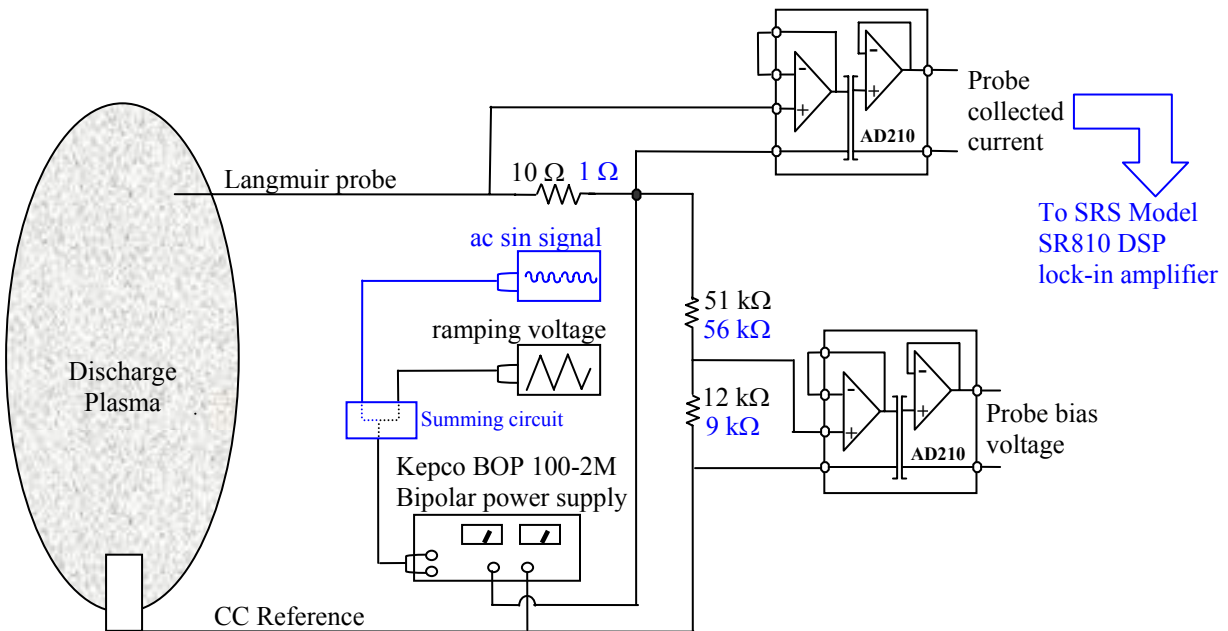 Probe
collected
current
AD210
-
+
-
+
10 Ω 1 Ω
Langmuir probe
To SRS Model
SR810 DSP
lock-in amplifier
ac sin signal
51 kΩ
56 kΩ
ramping voltage
Discharge
Plasma
12 kΩ
9 kΩ
Summing circuit
-
+
-
+
AD210
Probe bias
voltage
Kepco BOP 100-2M
Bipolar power supply
CC Reference